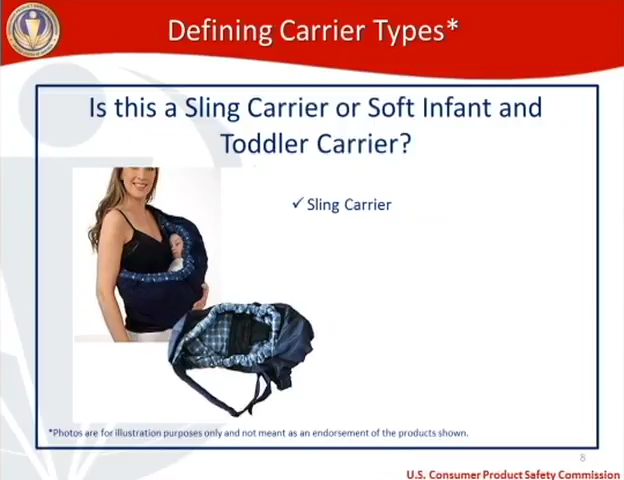 Defining Carrier Types*
Is this a Sling Carrier or Soft Infant and
Toddler Carrier?
✓ Sling Carrier
*Photos are for illustration purposes only and not meant as an endorsement of the products shown.
8
U.S. Consumer Product Safety Commission